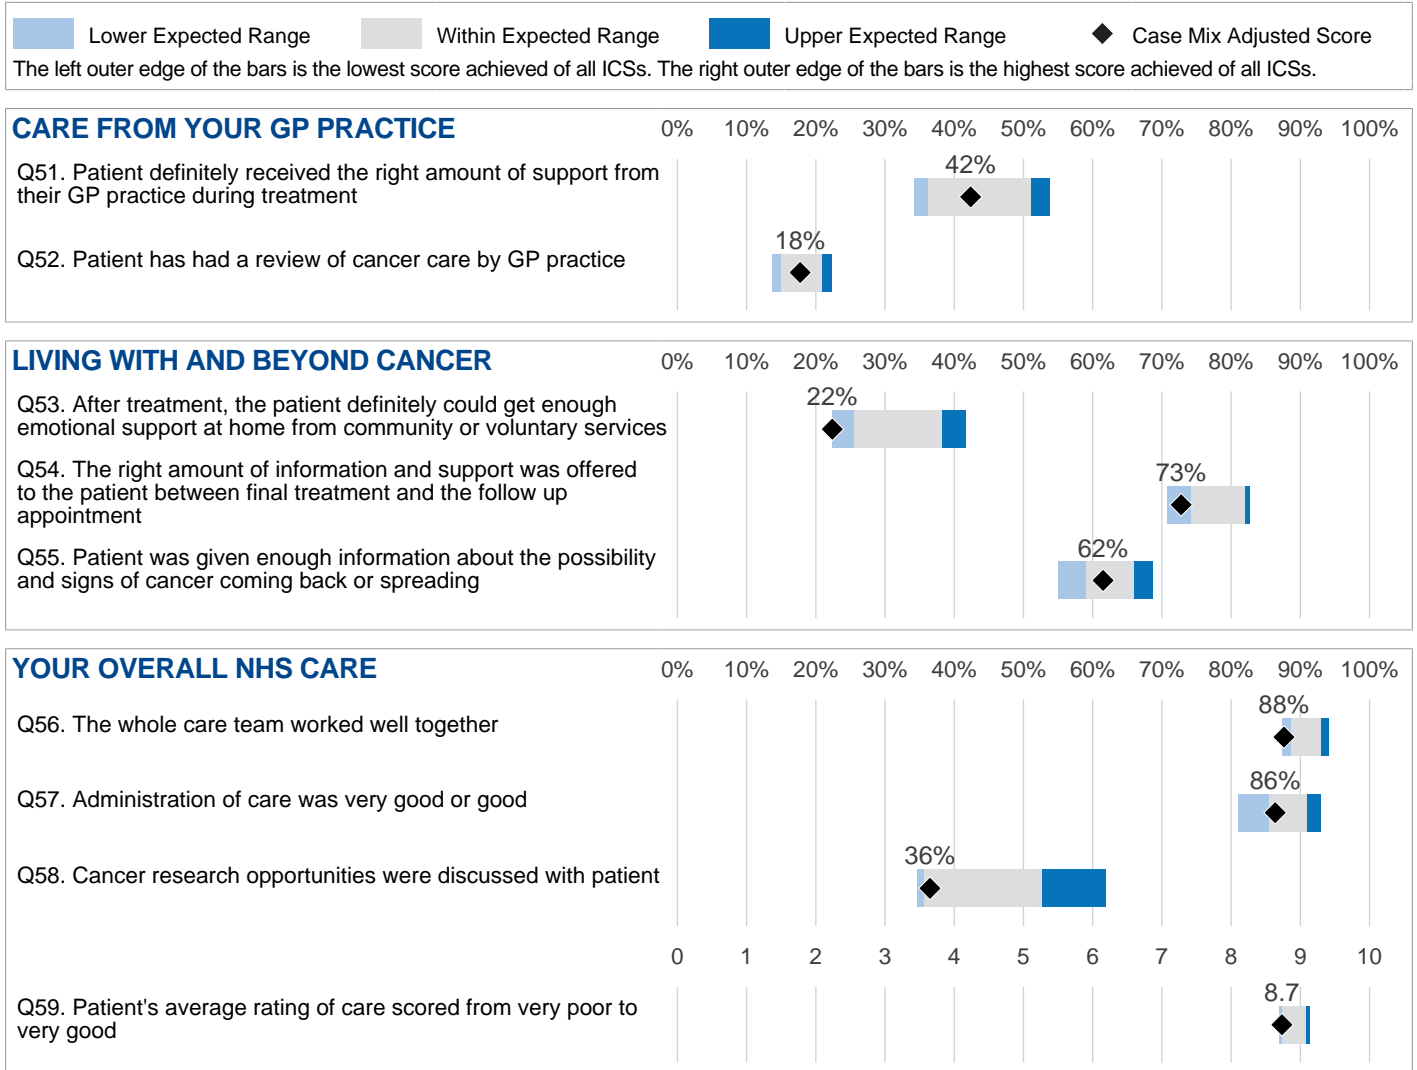 Lower Expected Range Within Expected Range Upper Expected Range Case Mix Adjusted Score
The left outer edge of the bars is the lowest score achieved of all ICSs. The right outer edge of the bars is the highest score achieved of all ICSs.
CARE FROM YOUR GP PRACTICE 0% 10% 20% 30% 40% 50% 60% 70% 80% 90% 100%
Q51. Patient definitely received the right amount of support from
their GP practice during treatment
42%
Q52. Patient has had a review of cancer care by GP practice
18%
LIVING WITH AND BEYOND CANCER 0% 10% 20% 30% 40% 50% 60% 70% 80% 90% 100%
Q53. After treatment, the patient definitely could get enough
emotional support at home from community or voluntary services
22%
Q54. The right amount of information and support was offered
to the patient between final treatment and the follow up
appointment
73%
Q55. Patient was given enough information about the possibility
and signs of cancer coming back or spreading
62%
YOUR OVERALL NHS CARE 0% 10% 20% 30% 40% 50% 60% 70% 80% 90% 100%
Q56. The whole care team worked well together
88%
Q57. Administration of care was very good or good
86%
Q58. Cancer research opportunities were discussed with patient
36%
0 1 2 3 4 5 6 7 8 9 10
Q59. Patient's average rating of care scored from very poor to
very good
8.7